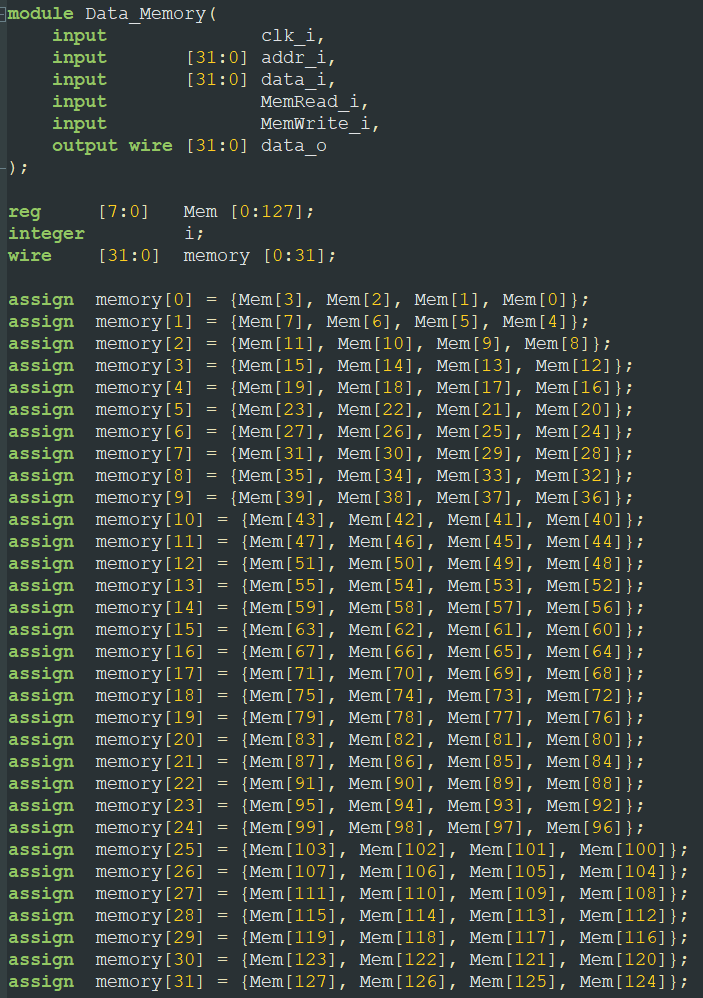 module Data_Memory(
    input              clk_i,
    input       [31:0] addr_i,
    input       [31:0] data_i,
    input              MemRead_i,
    input              MemWrite_i,
    output wire [31:0] data_o
);

reg     [7:0]   Mem [0:127];
integer         i;
wire    [31:0]  memory [0:31];

assign  memory[0] = {Mem[3], Mem[2], Mem[1], Mem[0]};
assign  memory[1] = {Mem[7], Mem[6], Mem[5], Mem[4]};
assign  memory[2] = {Mem[11], Mem[10], Mem[9], Mem[8]};
assign  memory[3] = {Mem[15], Mem[14], Mem[13], Mem[12]};
assign  memory[4] = {Mem[19], Mem[18], Mem[17], Mem[16]};
assign  memory[5] = {Mem[23], Mem[22], Mem[21], Mem[20]};
assign  memory[6] = {Mem[27], Mem[26], Mem[25], Mem[24]};
assign  memory[7] = {Mem[31], Mem[30], Mem[29], Mem[28]};
assign  memory[8] = {Mem[35], Mem[34], Mem[33], Mem[32]};
assign  memory[9] = {Mem[39], Mem[38], Mem[37], Mem[36]};
assign  memory[10] = {Mem[43], Mem[42], Mem[41], Mem[40]};
assign  memory[11] = {Mem[47], Mem[46], Mem[45], Mem[44]};
assign  memory[12] = {Mem[51], Mem[50], Mem[49], Mem[48]};
assign  memory[13] = {Mem[55], Mem[54], Mem[53], Mem[52]};
assign  memory[14] = {Mem[59], Mem[58], Mem[57], Mem[56]};
assign  memory[15] = {Mem[63], Mem[62], Mem[61], Mem[60]};
assign  memory[16] = {Mem[67], Mem[66], Mem[65], Mem[64]};
assign  memory[17] = {Mem[71], Mem[70], Mem[69], Mem[68]};
assign  memory[18] = {Mem[75], Mem[74], Mem[73], Mem[72]};
assign  memory[19] = {Mem[79], Mem[78], Mem[77], Mem[76]};
assign  memory[20] = {Mem[83], Mem[82], Mem[81], Mem[80]};
assign  memory[21] = {Mem[87], Mem[86], Mem[85], Mem[84]};
assign  memory[22] = {Mem[91], Mem[90], Mem[89], Mem[88]};
assign  memory[23] = {Mem[95], Mem[94], Mem[93], Mem[92]};
assign  memory[24] = {Mem[99], Mem[98], Mem[97], Mem[96]};
assign  memory[25] = {Mem[103], Mem[102], Mem[101], Mem[100]};
assign  memory[26] = {Mem[107], Mem[106], Mem[105], Mem[104]};
assign  memory[27] = {Mem[111], Mem[110], Mem[109], Mem[108]};
assign  memory[28] = {Mem[115], Mem[114], Mem[113], Mem[112]};
assign  memory[29] = {Mem[119], Mem[118], Mem[117], Mem[116]};
assign  memory[30] = {Mem[123], Mem[122], Mem[121], Mem[120]};
assign  memory[31] = {Mem[127], Mem[126], Mem[125], Mem[124]};